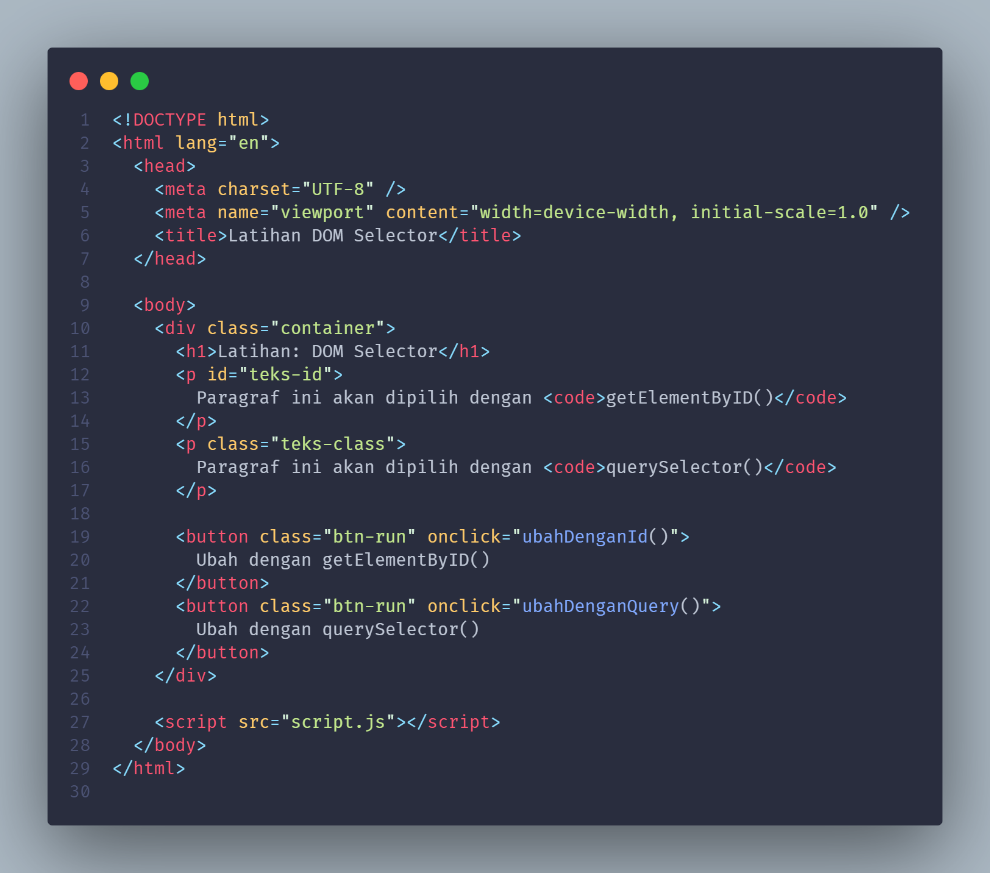 1 <!DOCTYPE html>
2 <html lang="en">
3   <head>
4     <meta charset="UTF-8" />
5     <meta name="viewport" content="width=device-width, initial-scale=1.0" />
6     <title>Latihan DOM Selector</title>
7   </head>
8
9   <body>
10     <div class="container">
11       <h1>Latihan: DOM Selector</h1>
12       <p id="teks-id">
13         Paragraf ini akan dipilih dengan <code>getElementByID()</code>
14       </p>
15       <p class="teks-class">
16         Paragraf ini akan dipilih dengan <code>querySelector()</code>
17       </p>
18
19       <button class="btn-run" onclick="ubahDenganId()">
20         Ubah dengan getElementByID()
21       </button>
22       <button class="btn-run" onclick="ubahDenganQuery()">
23         Ubah dengan querySelector()
24       </button>
25     </div>
26
27     <script src="script.js"></script>
28   </body>
29 </html>
30